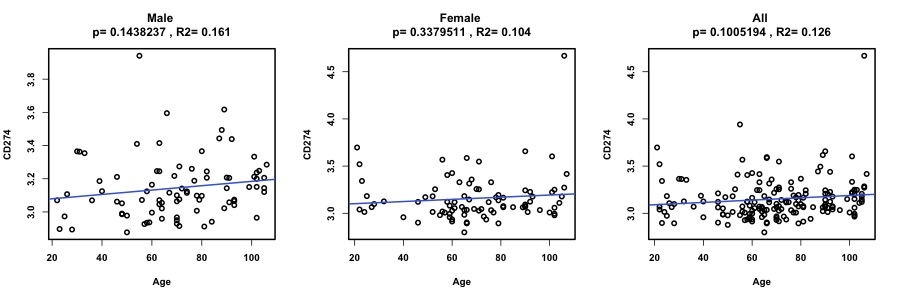 Male
p= 0.1438237 , R2= 0.161
CD274
3.8
3.6
3.4
3.2
3.0
20 40 60 80 100
Age
Female
p= 0.3379511 , R2= 0.104
CD274
4.5
4.0
3.5
3.0
20 40 60 80 100
Age
All
p= 0.1005194 , R2= 0.126
CD274
4.5
4.0
3.5
3.0
20 40 60 80 100
Age